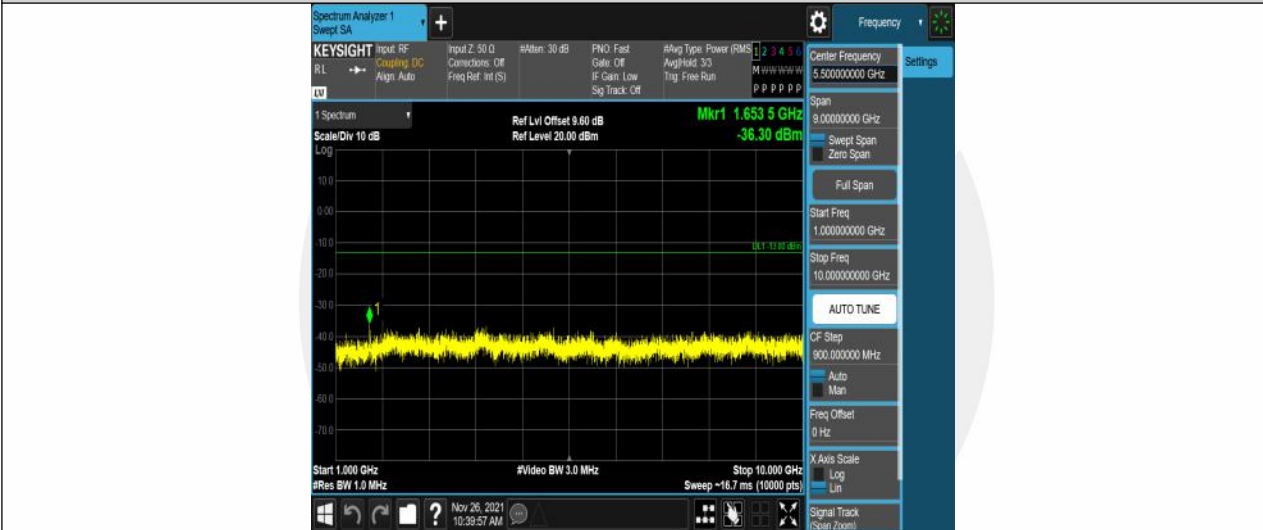 Spectrum Analyzer 1
Swept SA
+
Frequency
KEYSIGHT
RL
LV
Input: RF
Coupling: DC
Align: Auto
Input Z: 50 Ω
Corrections: Off
Freq Ref: Int (S)
#Atten: 30 dB
PNO: Fast
Gate: Off
IF Gain: Low
Sig Track: Off
#Avg Type: Power (RMS
Avg|Hold: 3/3
Trig: Free Run
1 2 3 4 5 6
M W W W W W
P P P P P P
1 Spectrum
Scale/Div 10 dB
Log
Ref Lvl Offset 9.60 dB
Ref Level 20.00 dBm
Mkr1 1.653 5 GHz
-36.30 dBm
10.0
0.00
-10.0
-20.0
-30.0
-40.0
-50.0
-60.0
-70.0
DL1 -13.00 dBm
1
Start 1.000 GHz
#Res BW 1.0 MHz
#Video BW 3.0 MHz
Stop 10.000 GHz
Sweep ~16.7 ms (10000 pts)
?
Nov 26, 2021
10:39:57 AM
Center Frequency
5.500000000 GHz
Settings
Span
9.00000000 GHz
Swept Span
Zero Span
Full Span
Start Freq
1.000000000 GHz
Stop Freq
10.000000000 GHz
AUTO TUNE
CF Step
900.000000 MHz
Auto
Man
Freq Offset
0 Hz
X Axis Scale
Log
Lin
Signal Track
(Span Zoom)